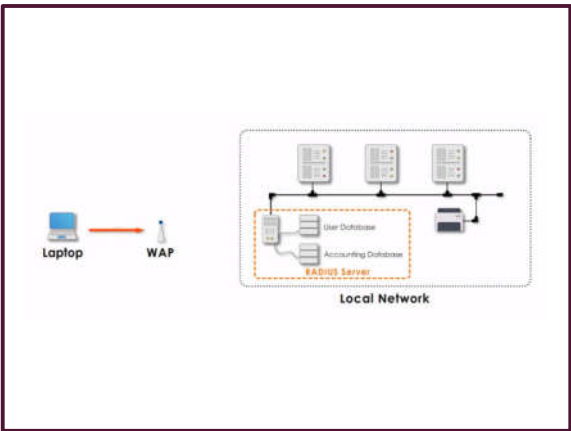 User Database
Laptop
WAP
Accounting Database
RADIUS Server
Local Network